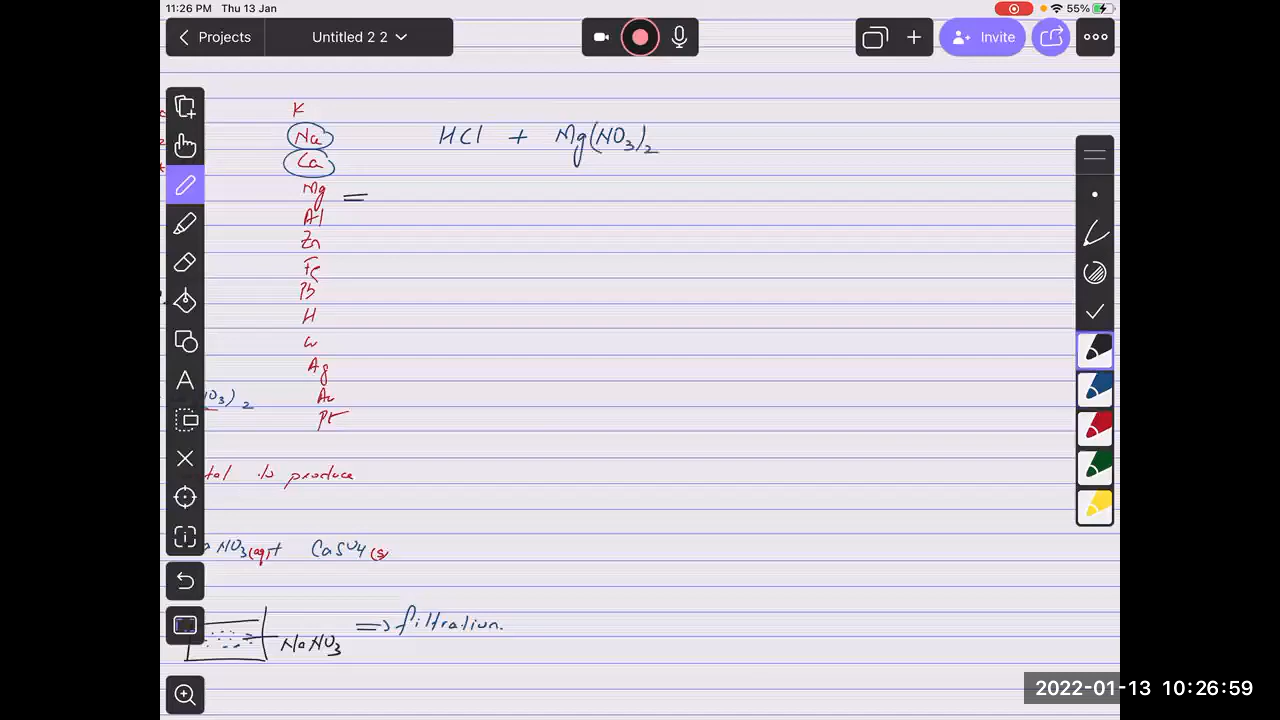 11:26 PM Thu 13 Jan
55%
Projects
Untitled 2 2
Invite
K
Na
HCl + Mg(NO3)2
Ca
Mg =
Al
Zn
Fe
Pb
H
Cu
Ag
Au
Pt
O3)2
tal to produce
NO3(aq)+ CaSO4(s
NaNO3 => filtration.
2022-01-13 10:26:59